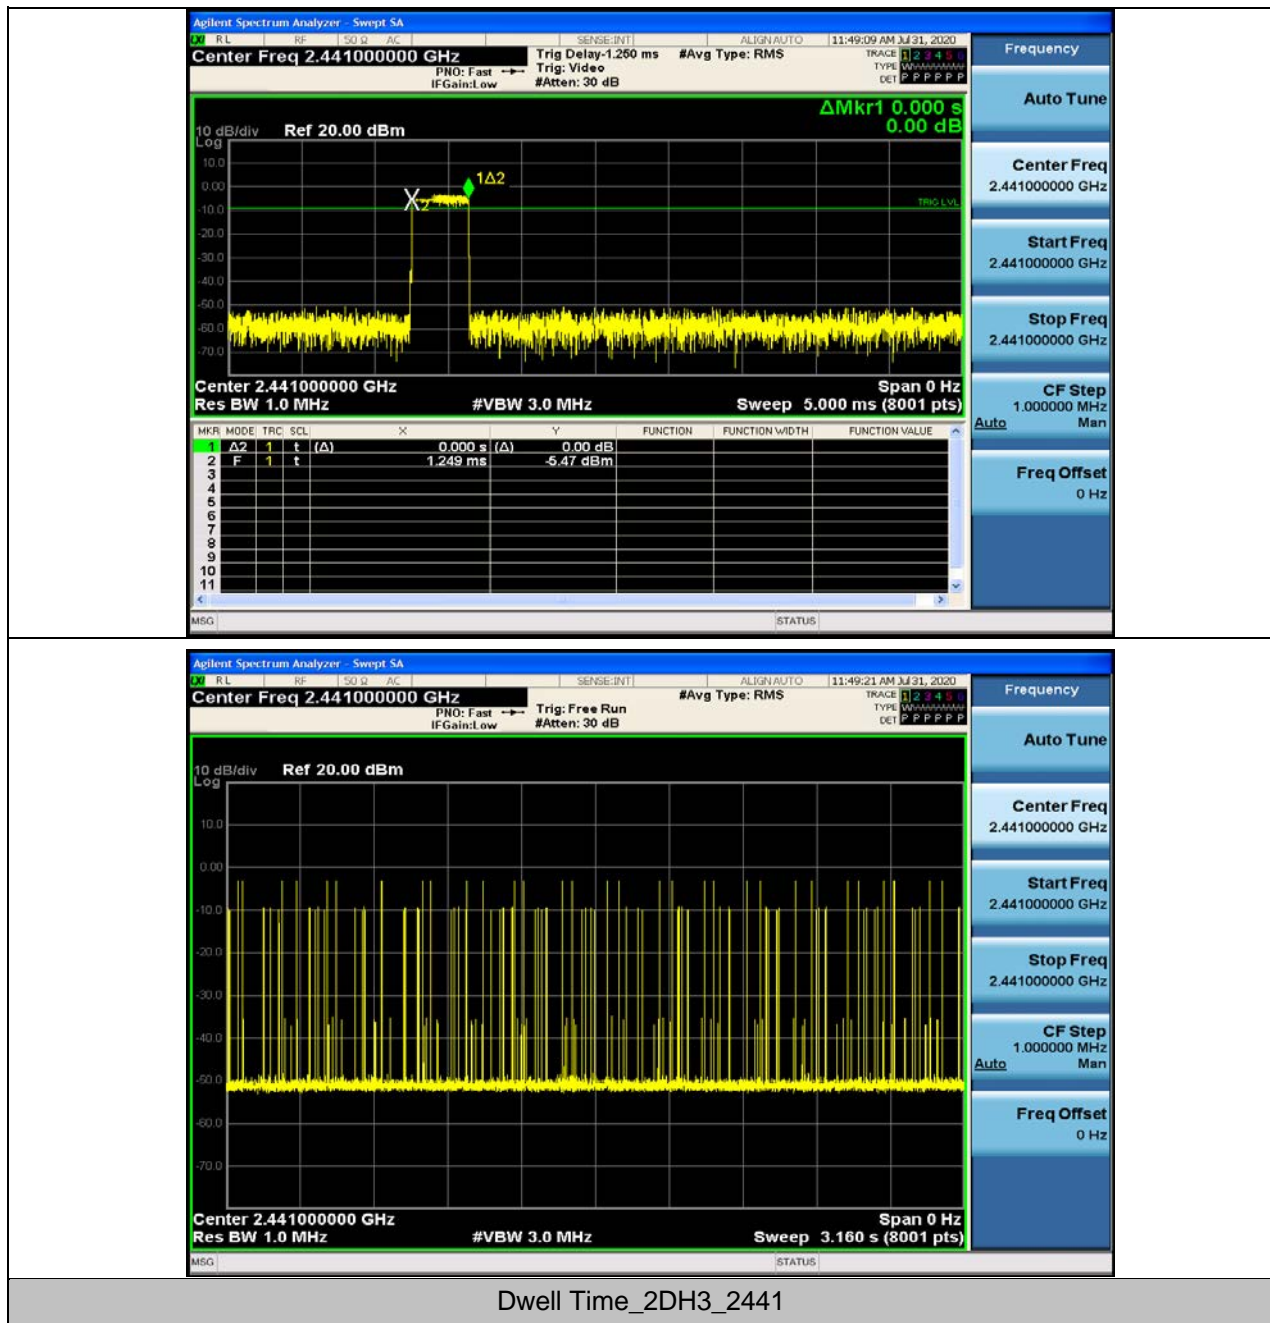 Agilent Spectrum Analyzer - Swept SA
LXI RL RF 50 Ω AC SENSE:INT ALIGN AUTO 11:49:09 AM Jul 31, 2020
Center Freq 2.441000000 GHz
PNO: Fast
IFGain:Low
Trig Delay-1.250 ms
Trig: Video
#Atten: 30 dB
#Avg Type: RMS
TRACE 1 2 3 4 5 6
TYPE W
DET P P P P P P
ΔMkr1 0.000 s
0.00 dB
10 dB/div Ref 20.00 dBm
Log
10.0
0.00
-10.0
-20.0
-30.0
-40.0
-50.0
-60.0
-70.0
1Δ2
X2
TRIG LVL
Center 2.441000000 GHz Span 0 Hz
Res BW 1.0 MHz #VBW 3.0 MHz Sweep 5.000 ms (8001 pts)
MKR MODE TRC SCL X Y FUNCTION FUNCTION WIDTH FUNCTION VALUE
1 Δ2 1 t (Δ) 0.000 s (Δ) 0.00 dB
2 F 1 t 1.249 ms -5.47 dBm
3
4
5
6
7
8
9
10
11
MSG STATUS
Frequency
Auto Tune
Center Freq
2.441000000 GHz
Start Freq
2.441000000 GHz
Stop Freq
2.441000000 GHz
CF Step
1.000000 MHz
Auto Man
Freq Offset
0 Hz
Agilent Spectrum Analyzer - Swept SA
LXI RL RF 50 Ω AC SENSE:INT ALIGN AUTO 11:49:21 AM Jul 31, 2020
Center Freq 2.441000000 GHz
PNO: Fast
IFGain:Low
Trig: Free Run
#Atten: 30 dB
#Avg Type: RMS
TRACE 1 2 3 4 5 6
TYPE W
DET P P P P P P
10 dB/div Ref 20.00 dBm
Log
10.0
0.00
-10.0
-20.0
-30.0
-40.0
-50.0
-60.0
-70.0
Center 2.441000000 GHz Span 0 Hz
Res BW 1.0 MHz #VBW 3.0 MHz Sweep 3.160 s (8001 pts)
MSG STATUS
Frequency
Auto Tune
Center Freq
2.441000000 GHz
Start Freq
2.441000000 GHz
Stop Freq
2.441000000 GHz
CF Step
1.000000 MHz
Auto Man
Freq Offset
0 Hz
Dwell Time_2DH3_2441